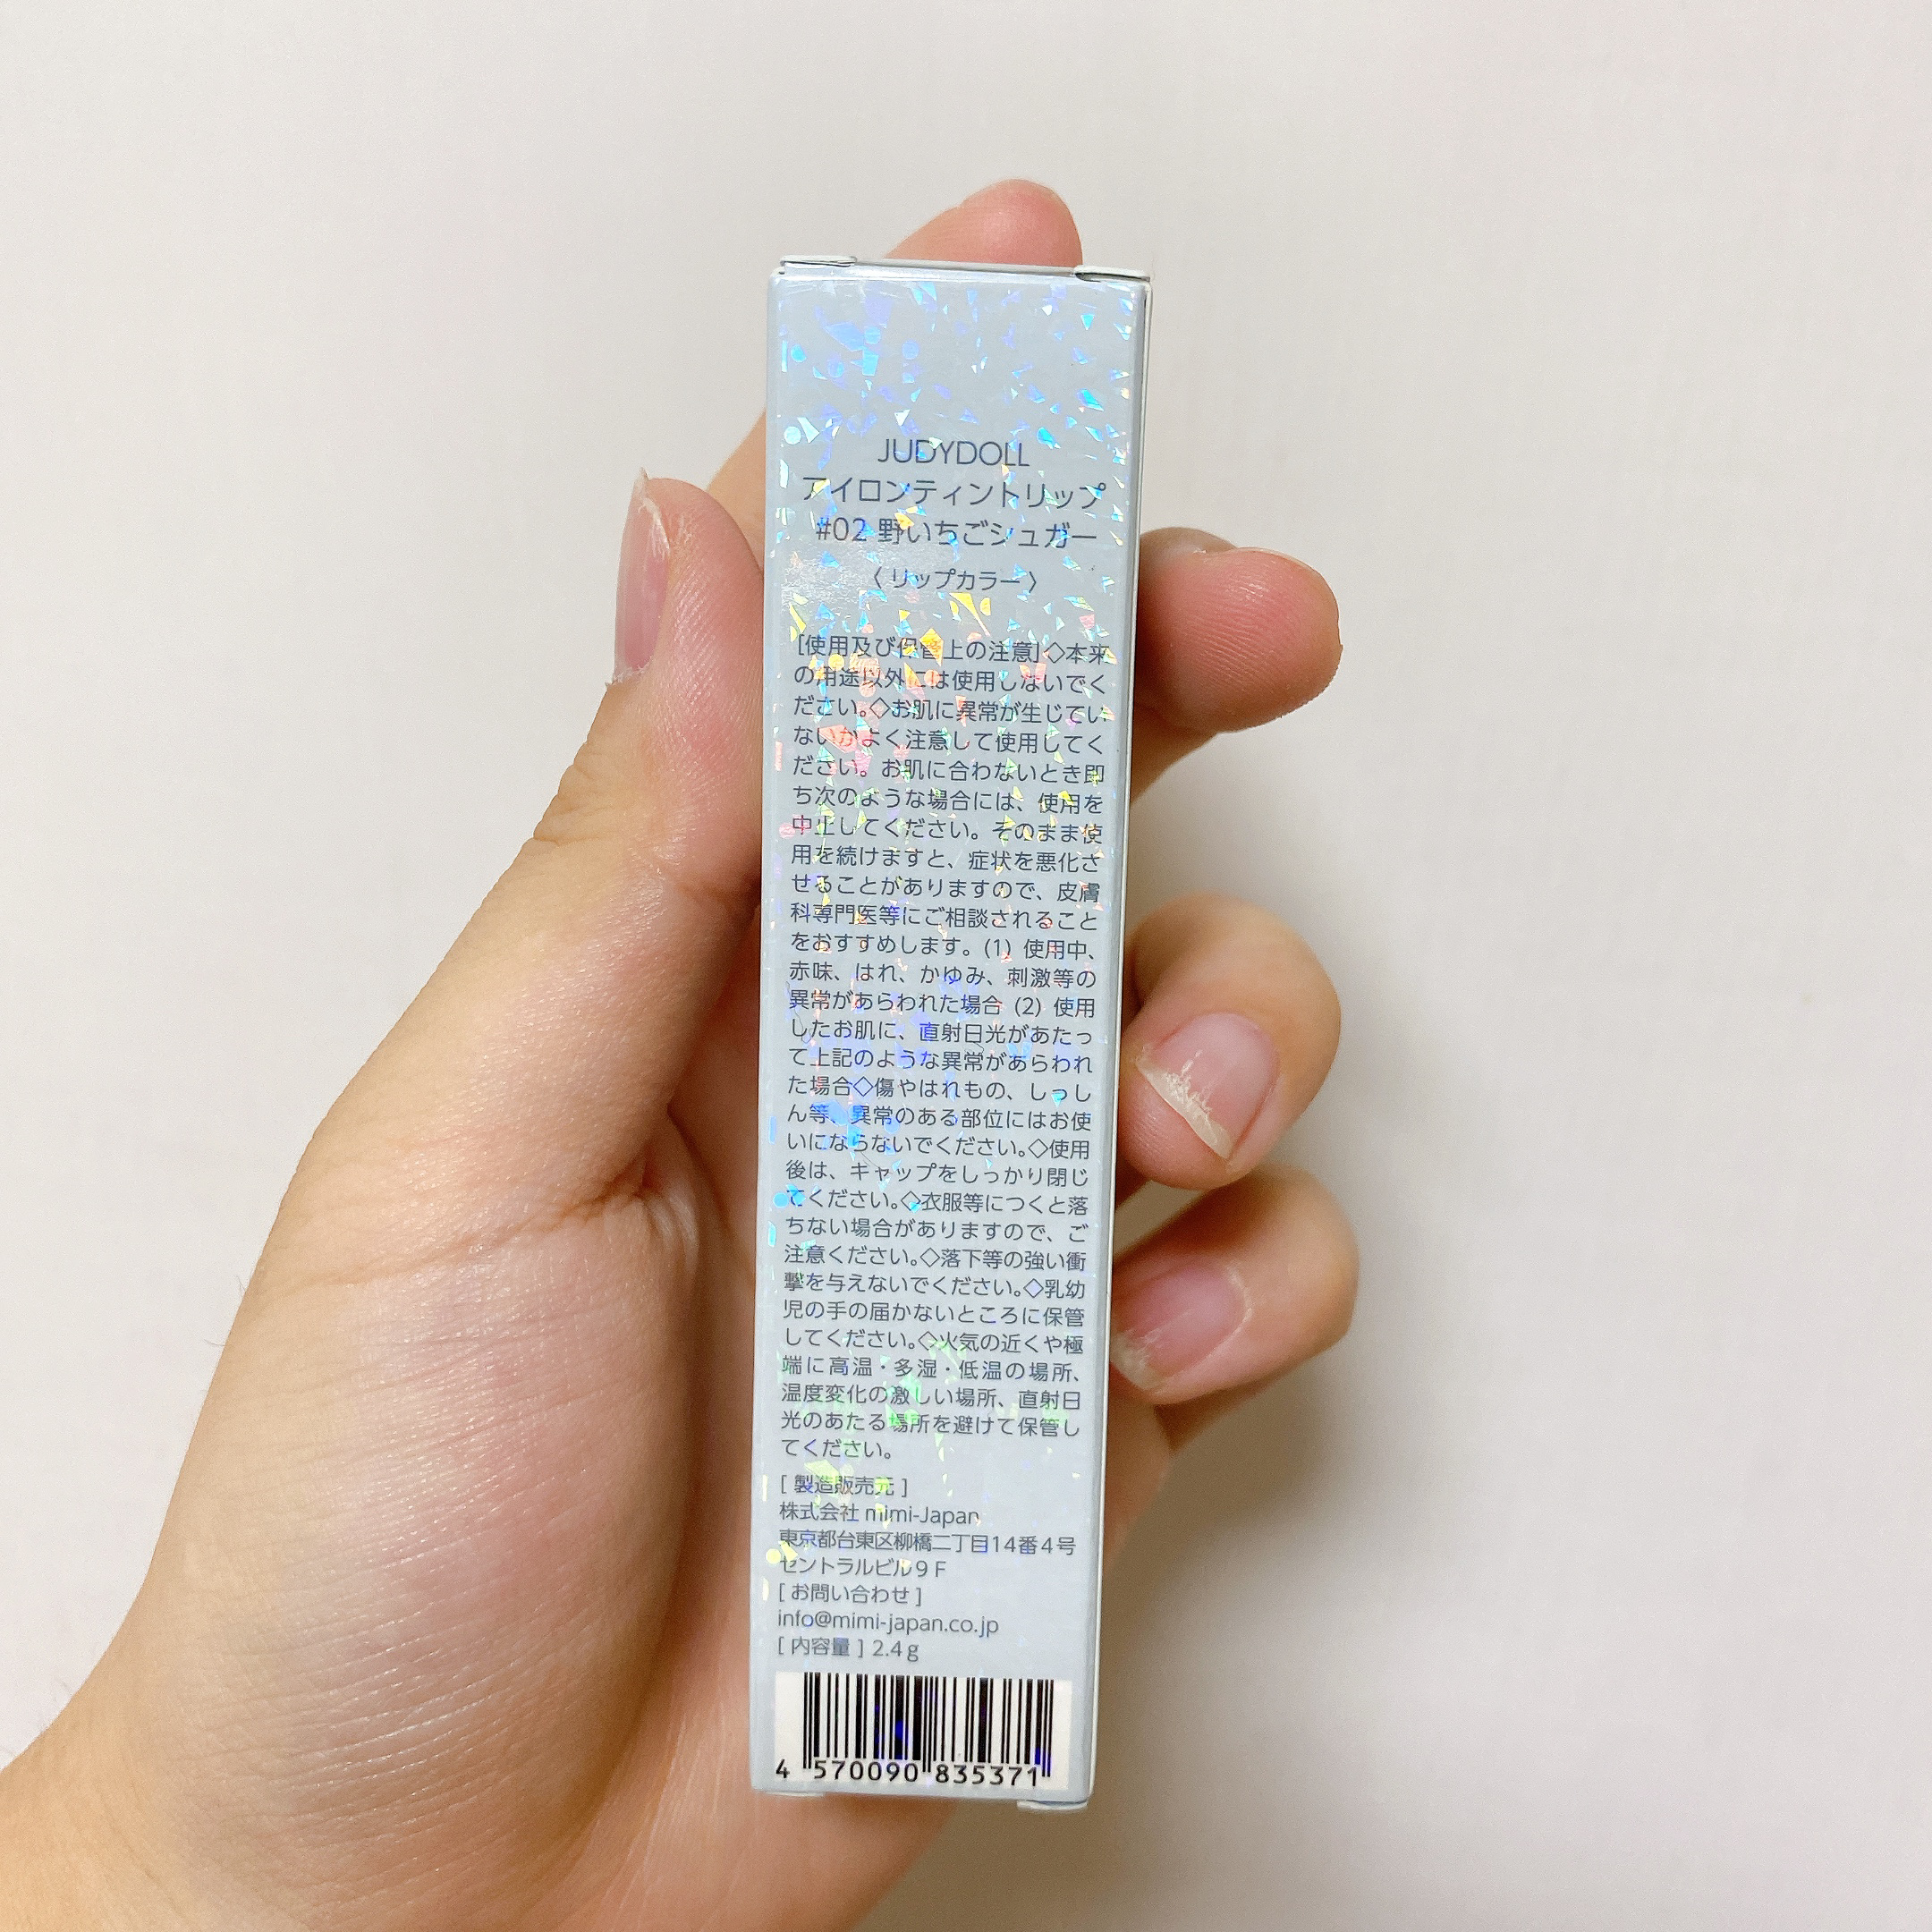 JUDYDOLL
アイロンティントリップ
#02 野いちごシュガー
〈リップカラー〉
[使用及び保管上の注意]◇本来
の用途以外には使用しないでく
ださい。◇お肌に異常が生じてい
ないかよく注意して使用してく
ださい。お肌に合わないとき即
ち次のような場合には、使用を
中止してください。そのまま使
用を続けますと、症状を悪化さ
せることがありますので、皮膚
科専門医等にご相談されること
をおすすめします。(1) 使用中、
赤味、はれ、かゆみ、刺激等の
異常があらわれた場合 (2) 使用
したお肌に、直射日光があたっ
て上記のような異常があらわれ
た場合◇傷やはれもの、しっし
ん等、異常のある部位にはお使
いにならないでください。◇使用
後は、キャップをしっかり閉じ
てください。◇衣服等につくと落
ちない場合がありますので、ご
注意ください。◇落下等の強い衝
撃を与えないでください。◇乳幼
児の手の届かないところに保管
してください。◇火気の近くや極
端に高温・多湿・低温の場所、
温度変化の激しい場所、直射日
光のあたる場所を避けて保管し
てください。
[ 製造販売元 ]
株式会社 mimi-Japan
東京都台東区柳橋二丁目14番4号
セントラルビル9F
[ お問い合わせ ]
info@mimi-japan.co.jp
[ 内容量 ] 2.4g
4 570090 835371